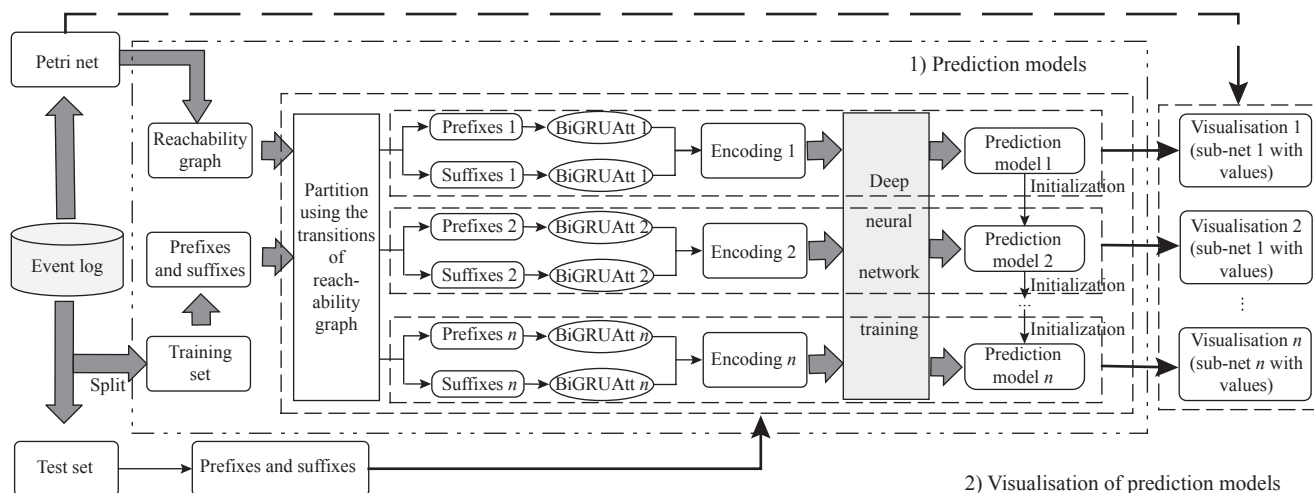 Petri net
1) Prediction models
Reachability
graph
Event log
Prefixes
and suffixes
Training
set
Split
Test set
Prefixes and suffixes
Partition
using the
transitions
of
reach-
ability
graph
Prefixes 1
BiGRUAtt 1
Suffixes 1
BiGRUAtt 1
Encoding 1
Prefixes 2
BiGRUAtt 2
Suffixes 2
BiGRUAtt 2
Encoding 2
Prefixes n
BiGRUAtt n
Suffixes n
BiGRUAtt n
Encoding n
Deep
neural
network
training
Prediction
model 1
Initialization
Prediction
model 2
Initialization
...
Initialization
Prediction
model n
Visualisation 1
(sub-net 1 with
values)
Visualisation 2
(sub-net 1 with
values)
⋮
Visualisation n
(sub-net n with
values)
2) Visualisation of prediction models